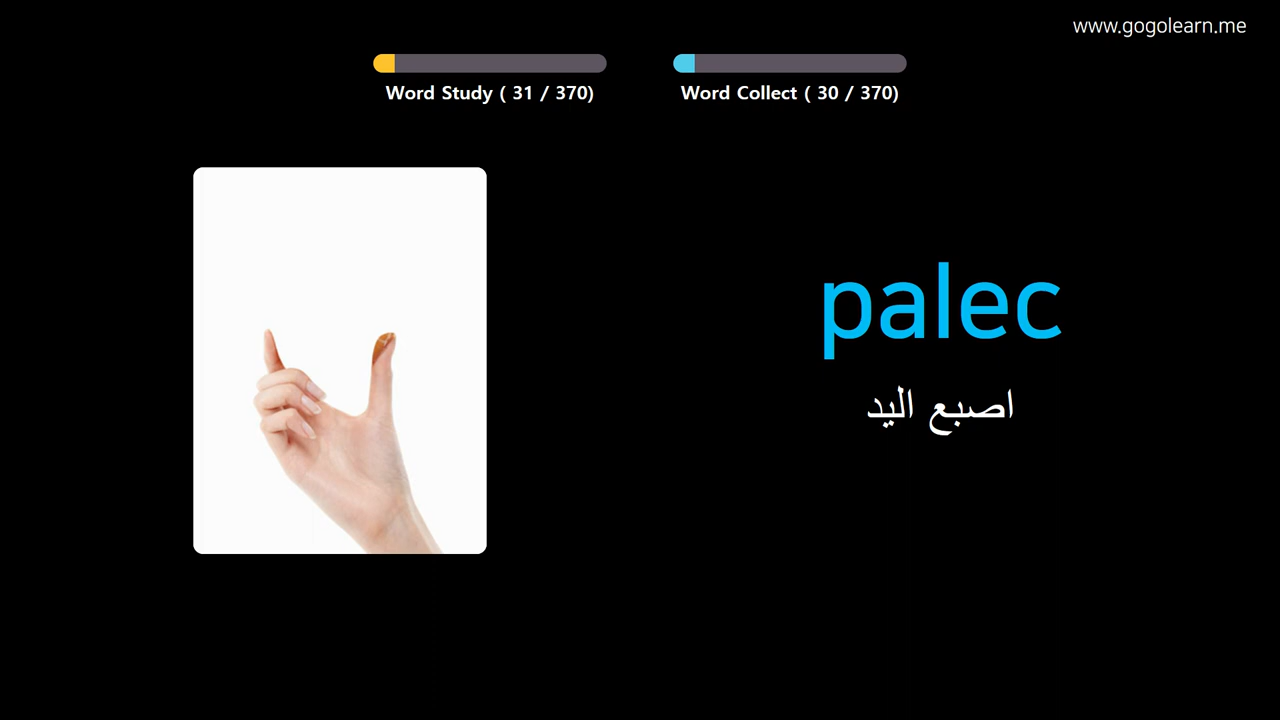 www.gogolearn.me
Word Study ( 31 / 370)
Word Collect ( 30 / 370)
palec
اصبع اليد